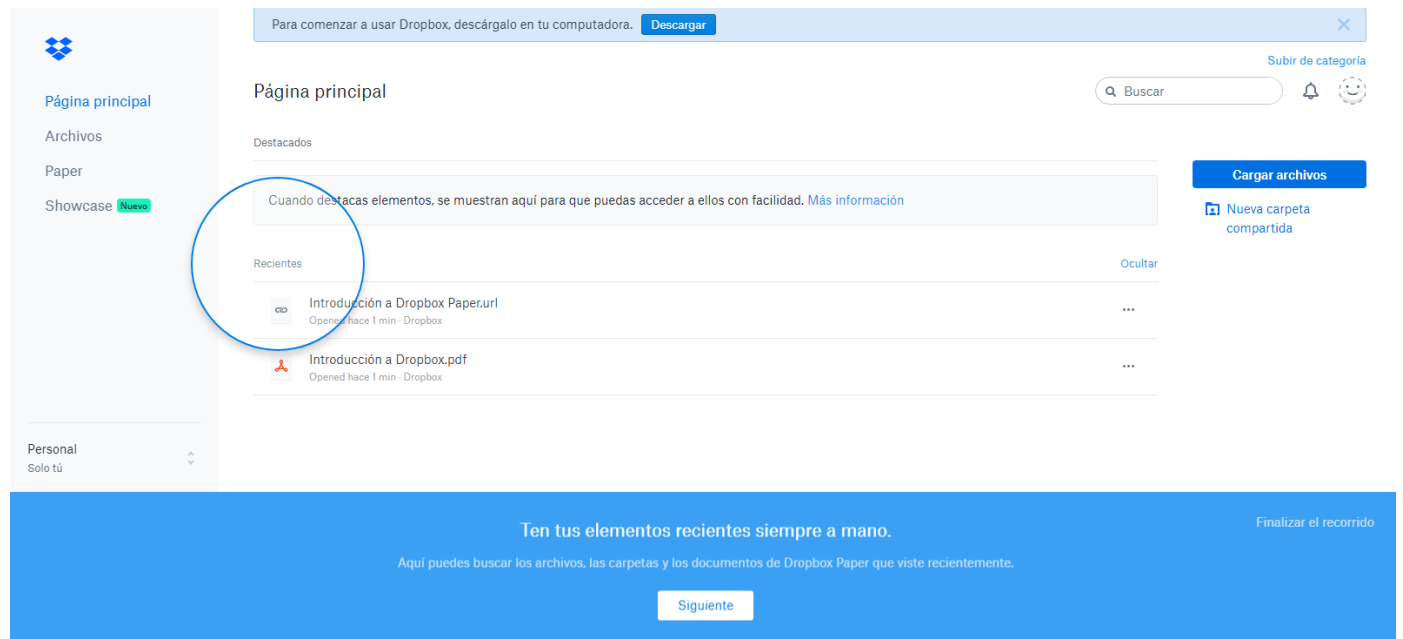 Para comenzar a usar Dropbox, descárgalo en tu computadora. Descargar
Subir de categoría
Página principal
Archivos
Paper
Showcase Nuevo
Personal
Solo tú
Página principal
Buscar
Destacados
Cuando destacas elementos, se muestran aquí para que puedas acceder a ellos con facilidad. Más información
Recientes
Ocultar
Introducción a Dropbox Paper.url
Opened hace 1 min · Dropbox
Introducción a Dropbox.pdf
Opened hace 1 min · Dropbox
Cargar archivos
Nueva carpeta
compartida
Ten tus elementos recientes siempre a mano.
Finalizar el recorrido
Aquí puedes buscar los archivos, las carpetas y los documentos de Dropbox Paper que viste recientemente.
Siguiente